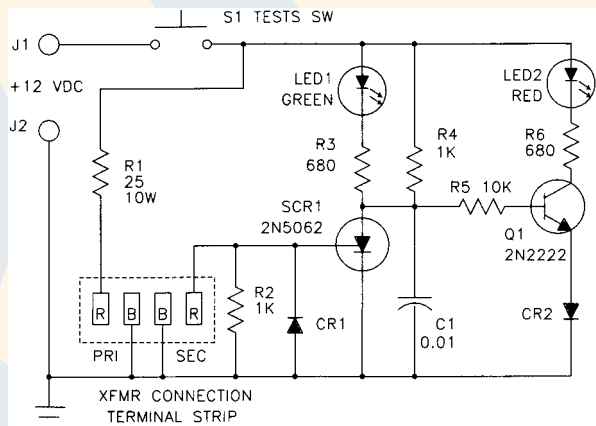 S1 TESTS SW
J1
+12 VDC
J2
LED1
GREEN
LED2
RED
R1
25
10W
R3
680
R4
1K
R6
680
R5 10K
SCR1
2N5062
Q1
2N2222
R2
1K
CR1
C1
0.01
CR2
R B B R
PRI SEC
XFMR CONNECTION
TERMINAL STRIP